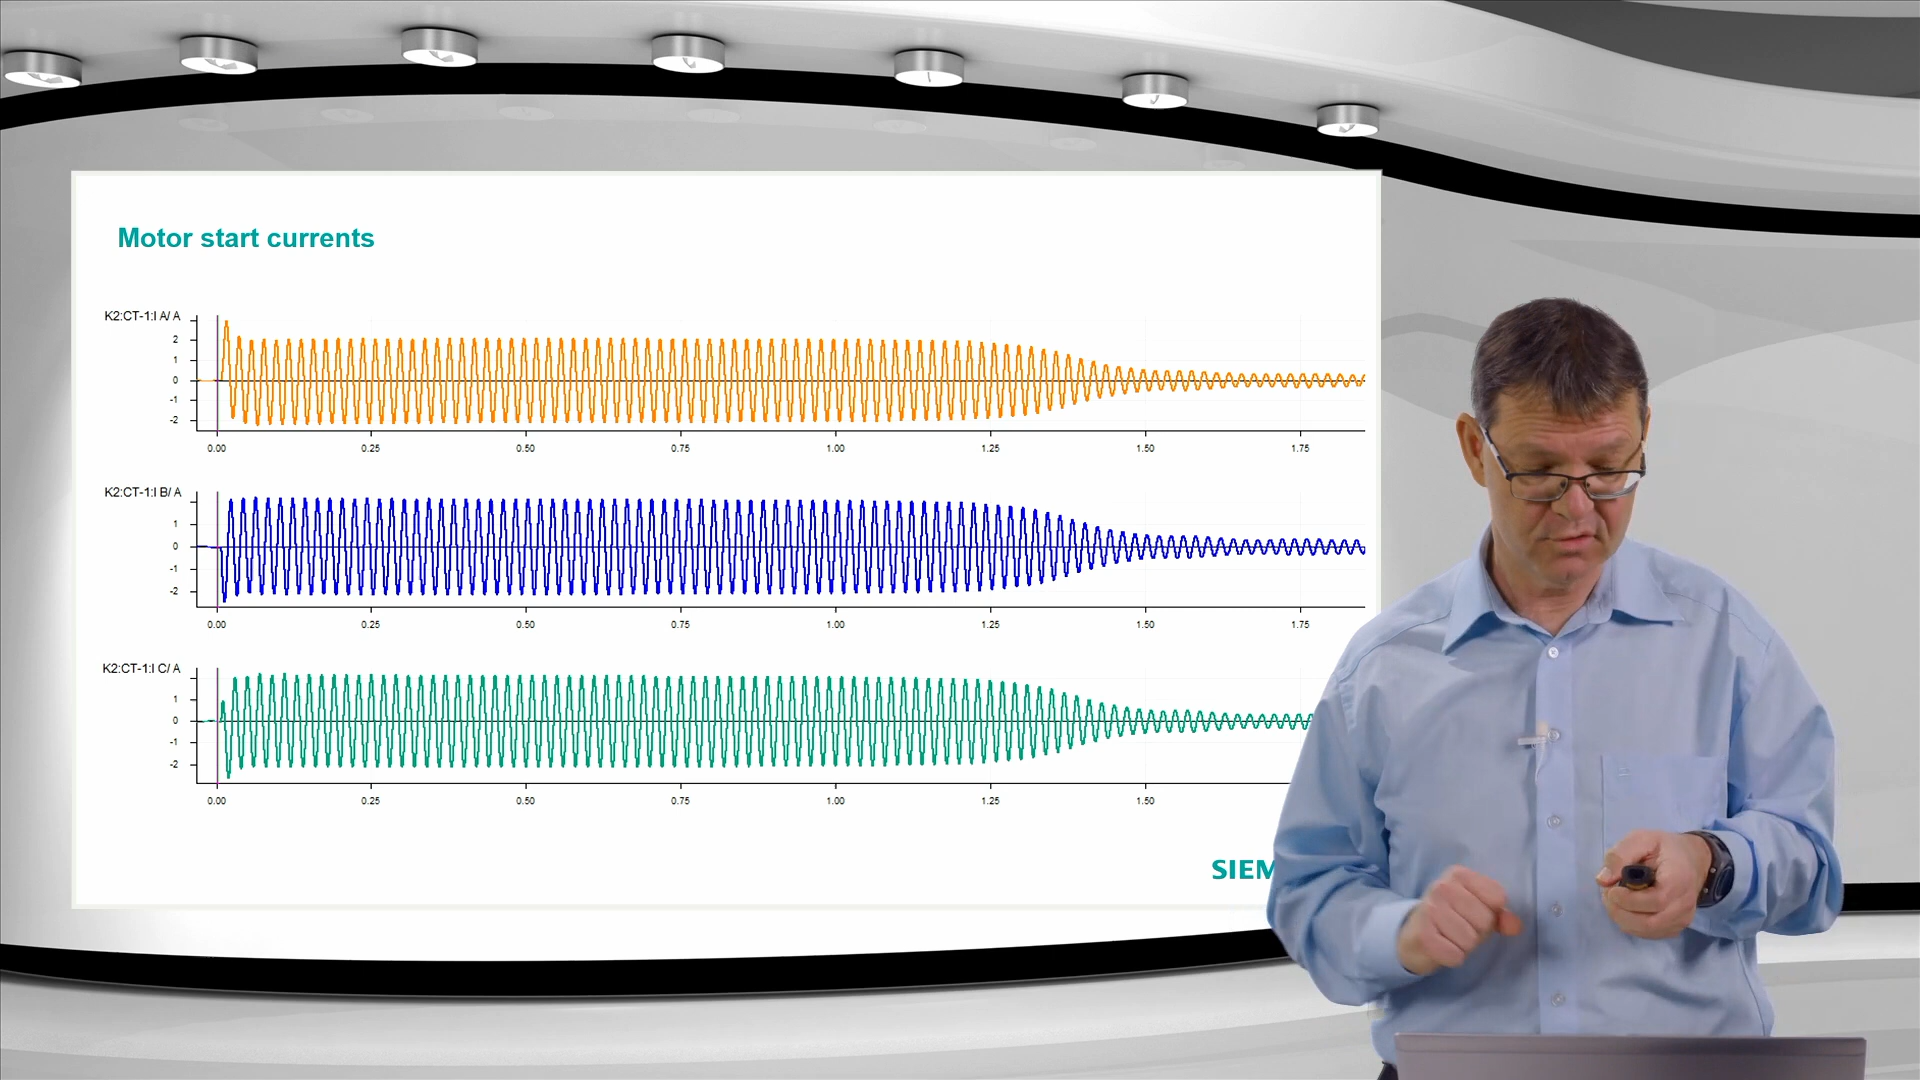 Motor start currents
K2:CT-1:I A/ A
2
1
0
-1
-2
0.00 0.25 0.50 0.75 1.00 1.25 1.50 1.75
K2:CT-1:I B/ A
1
0
-1
-2
0.00 0.25 0.50 0.75 1.00 1.25 1.50 1.75
K2:CT-1:I C/ A
1
0
-1
-2
0.00 0.25 0.50 0.75 1.00 1.25 1.50
SIEM